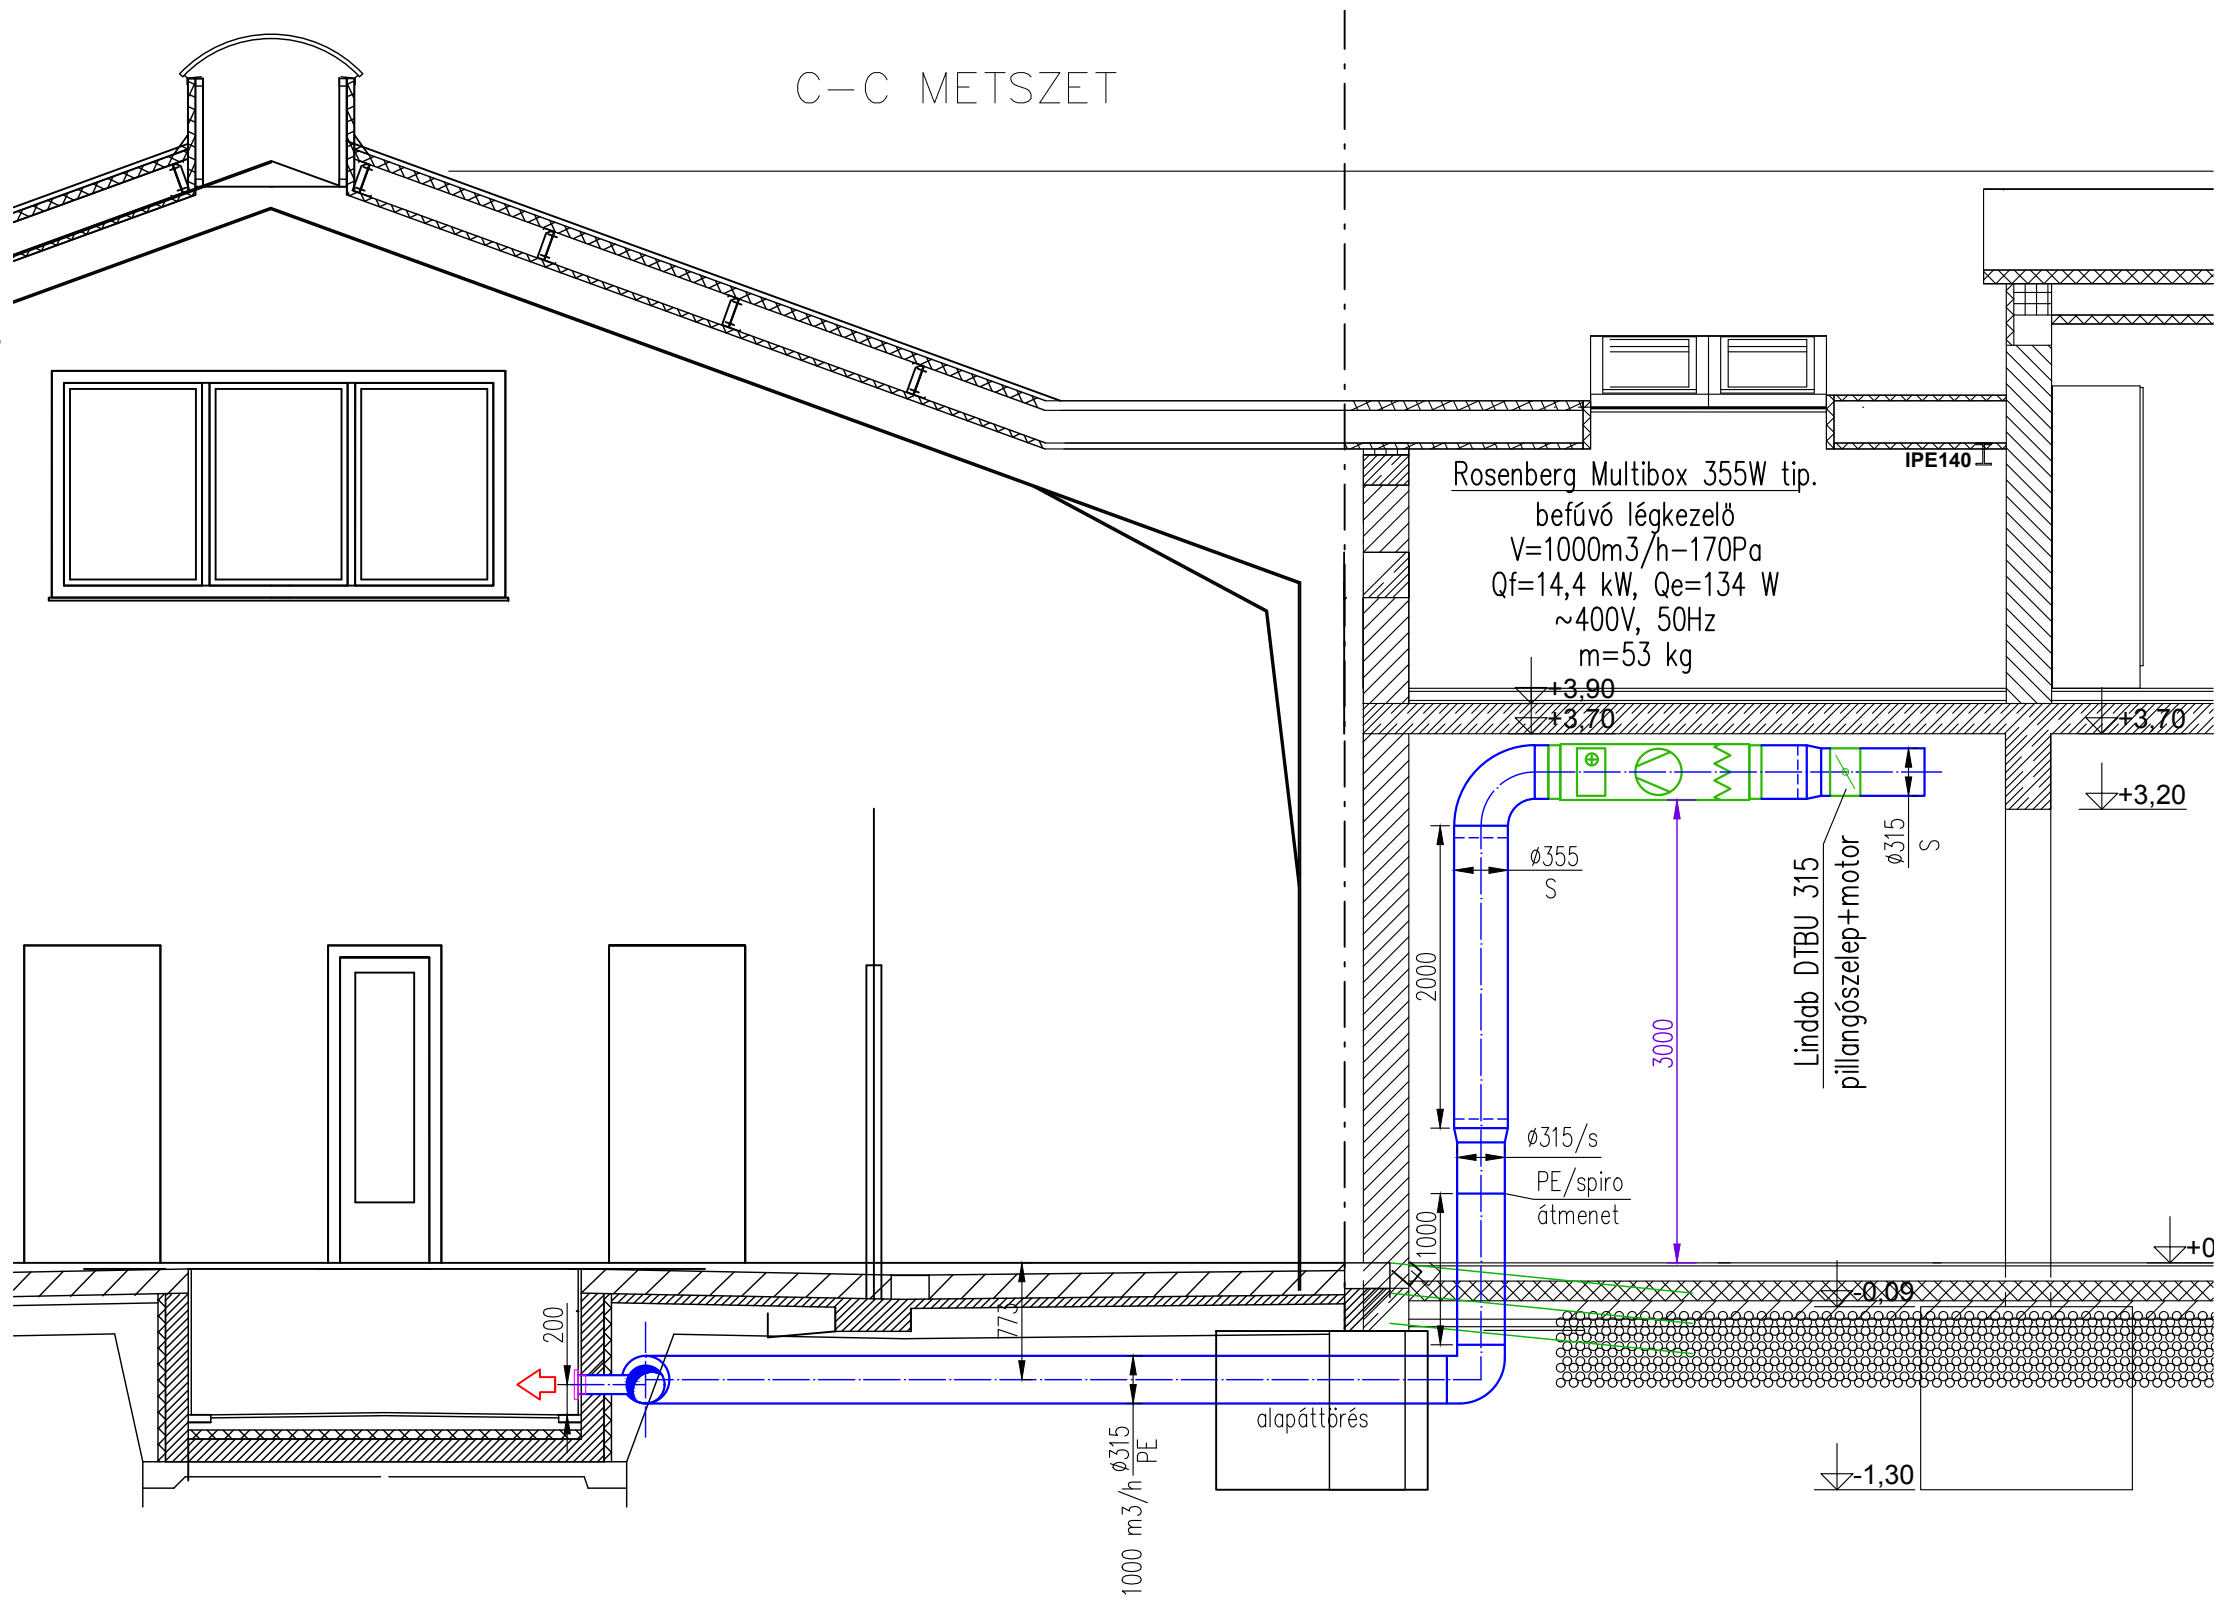 C-C METSZET
IPE140
Rosenberg Multibox 355W tip.
befúvó légkezelő
V=1000m3/h-170Pa
Qf=14,4 kW, Qe=134 W
~400V, 50Hz
m=53 kg
+3,90
+3,70
+3,70
+3,20
ø355
S
ø315
S
Lindab DTBU 315
pillangószelep+motor
2000
3000
ø315/s
PE/spiro
átmenet
1000
+0
-0,09
200
773
alapáttörés
ø315
PE
1000 m3/h
-1,30